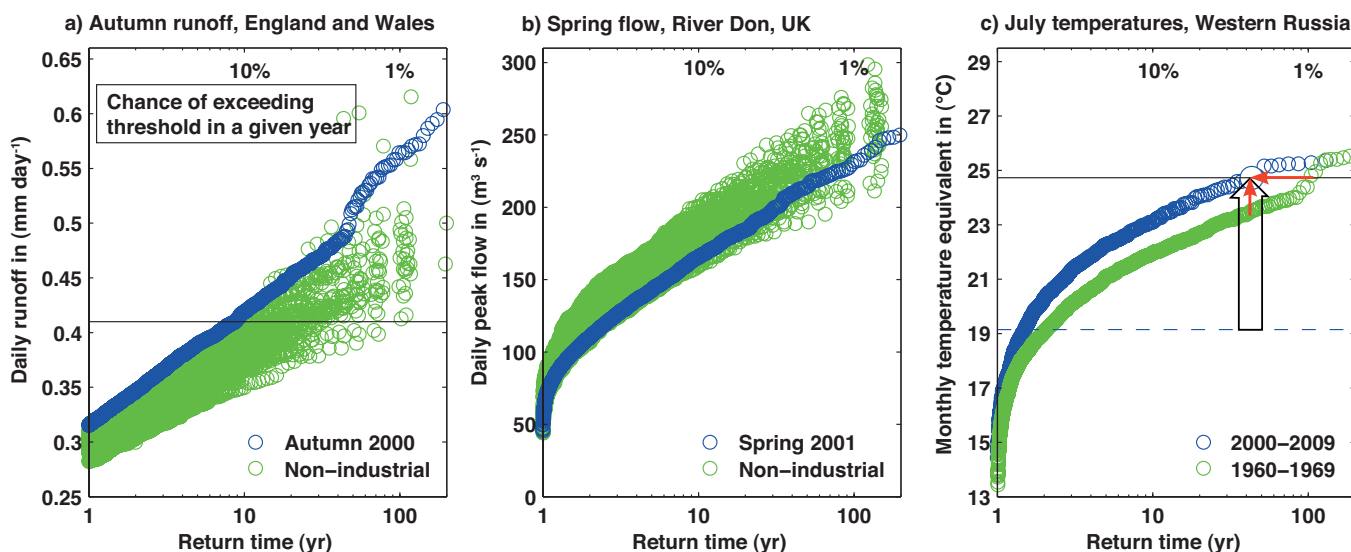 a) Autumn runoff, England and Wales
0.65
0.6
0.55
0.5
0.45
0.4
0.35
0.3
0.25
Daily runoff in (mm day-1)
10%
1%
Chance of exceeding
threshold in a given year
Autumn 2000
Non–industrial
1
10
100
Return time (yr)
b) Spring flow, River Don, UK
300
250
200
150
100
50
0
Daily peak flow in (m3 s-1)
10%
1%
Spring 2001
Non–industrial
1
10
100
Return time (yr)
c) July temperatures, Western Russia
29
27
25
23
21
19
17
15
13
Monthly temperature equivalent in (°C)
10%
1%
2000–2009
1960–1969
1
10
100
Return time (yr)